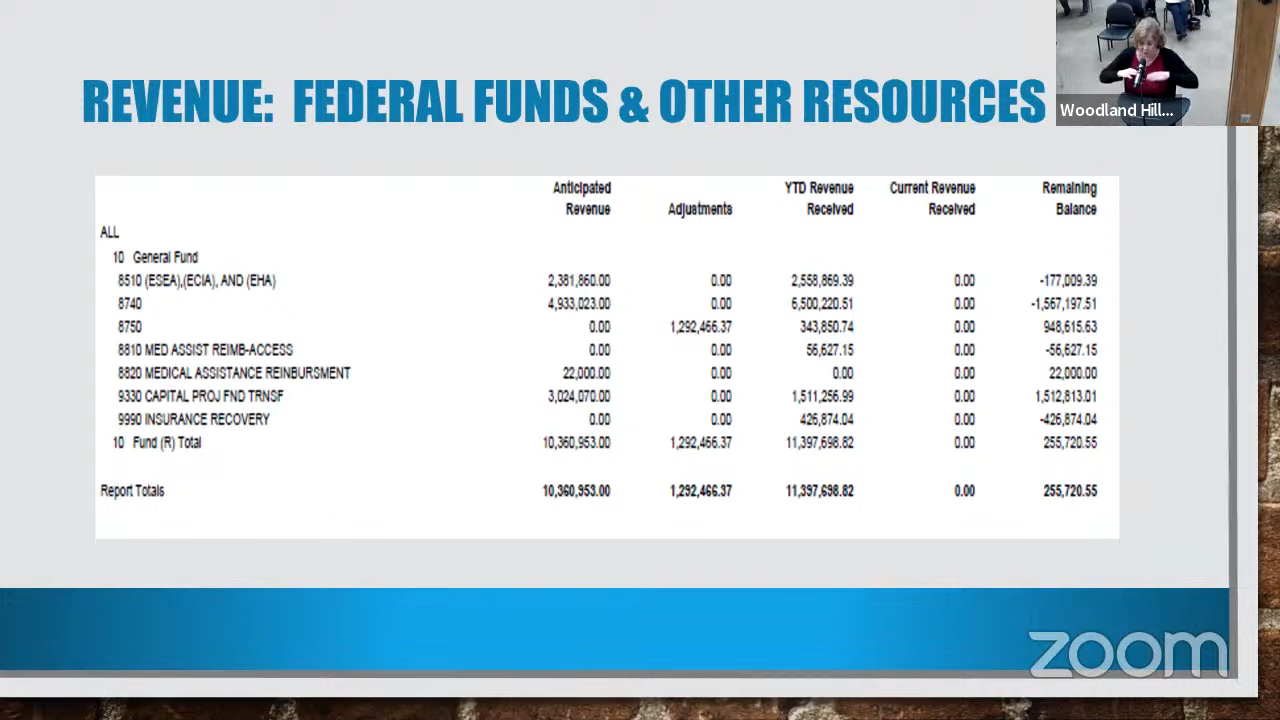 REVENUE: FEDERAL FUNDS & OTHER RESOURCES
Woodland Hill...
Anticipated Revenue Adjustments YTD Revenue Received Current Revenue Received Remaining Balance
ALL
10 General Fund
8510 (ESEA),(ECIA), AND (EHA) 2,381,860.00 0.00 2,558,869.39 0.00 -177,009.39
8740 4,933,023.00 0.00 6,500,220.51 0.00 -1,567,197.51
8750 0.00 1,292,466.37 343,850.74 0.00 948,615.63
8810 MED ASSIST REIMB-ACCESS 0.00 0.00 56,627.15 0.00 -56,627.15
8820 MEDICAL ASSISTANCE REINBURSMENT 22,000.00 0.00 0.00 0.00 22,000.00
9330 CAPITAL PROJ FND TRNSF 3,024,070.00 0.00 1,511,256.99 0.00 1,512,813.01
9990 INSURANCE RECOVERY 0.00 0.00 426,874.04 0.00 -426,874.04
10 Fund (R) Total 10,360,953.00 1,292,466.37 11,397,698.82 0.00 255,720.55
Report Totals 10,360,953.00 1,292,466.37 11,397,698.82 0.00 255,720.55
zoom